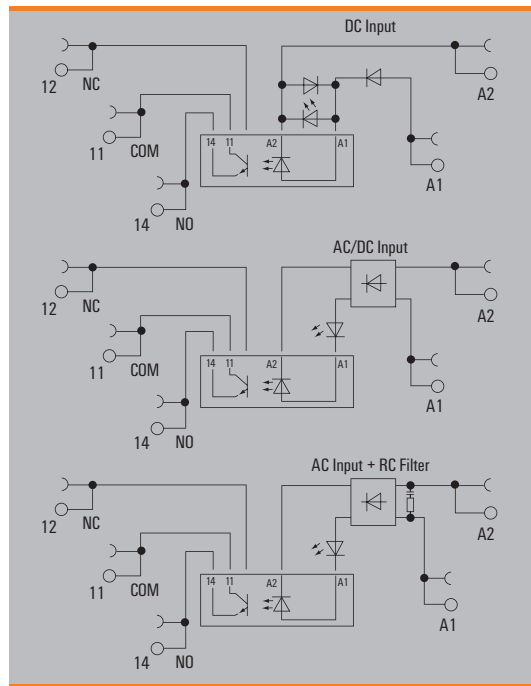 DC Input
12 NC
A2
11 COM
14 11 A2 A1
A1
14 NO
AC/DC Input
12 NC
A2
11 COM
14 11 A2 A1
A1
14 NO
AC Input + RC Filter
12 NC
A2
11 COM
14 11 A2 A1
A1
14 NO